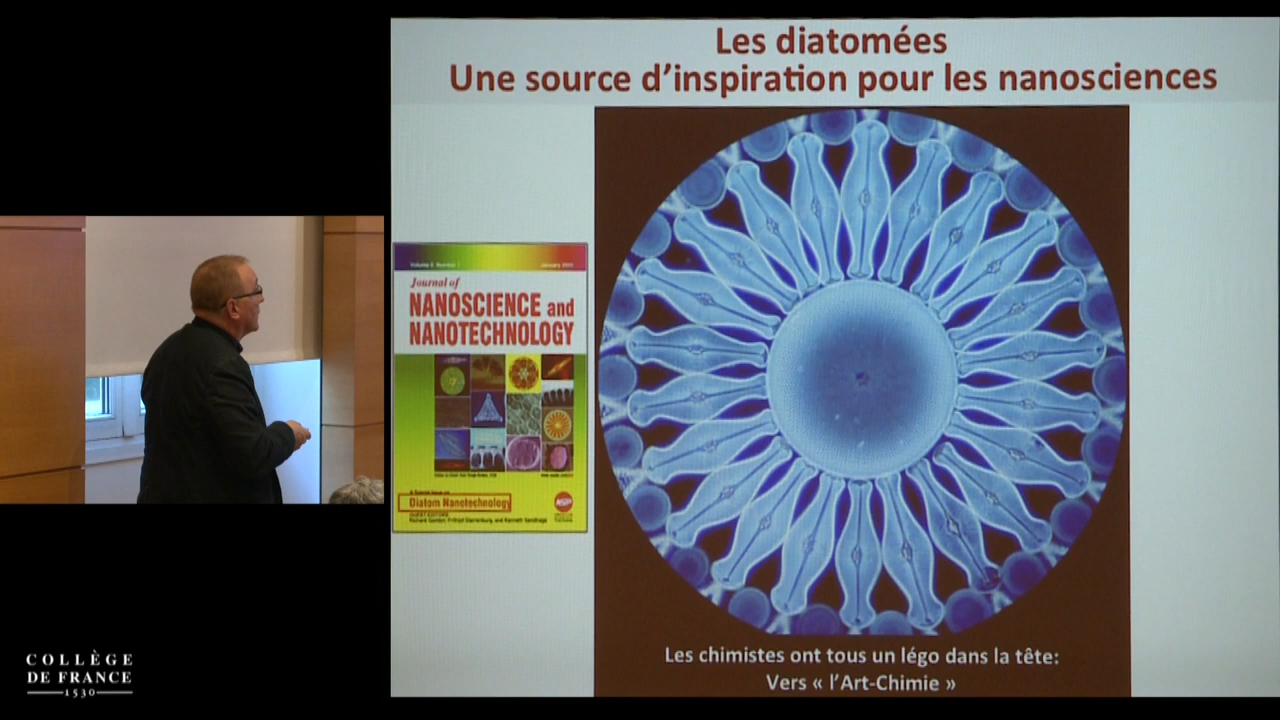 Les diatomées
Une source d'inspiration pour les nanosciences
Journal of
NANOSCIENCE and
NANOTECHNOLOGY
Diatom Nanotechnology
Les chimistes ont tous un légo dans la tête:
Vers « l'Art-Chimie »
COLLÈGE
DE FRANCE
1530